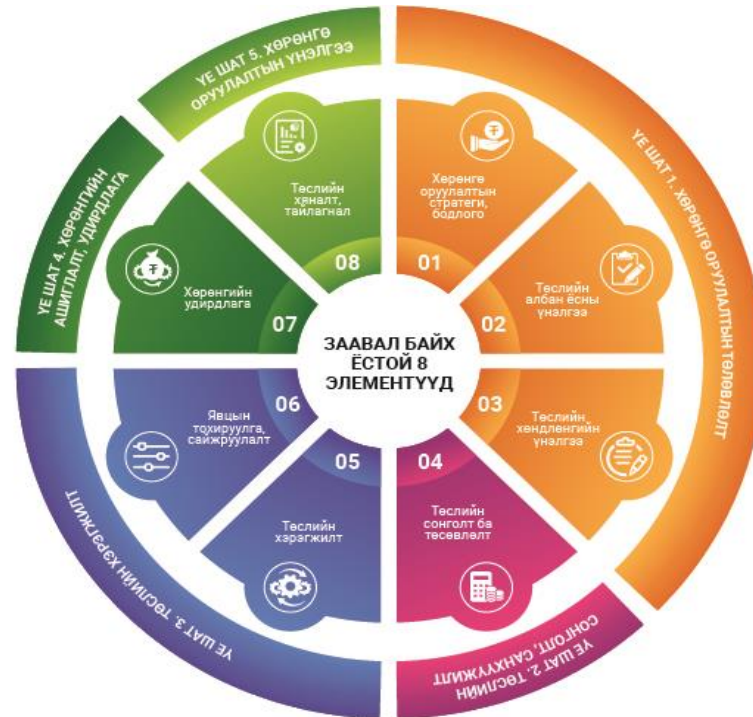 ЗААВАЛ БАЙХ
ЁСТОЙ 8
ЭЛЕМЕНТҮҮД
ҮЕ ШАТ 1. ХӨРӨНГӨ ОРУУЛАЛТЫН ТӨЛӨВЛӨЛТ
Хөрөнгө
оруулалтын
стратеги,
бодлого
01
Төслийн
албан ёсны
үнэлгээ
02
Төслийн
хөндлөнгийн
үнэлгээ
03
ҮЕ ШАТ 2. ТӨСЛИЙН
СОНГОЛТ, САНХҮҮЖИЛТ
04
Төслийн
сонголт ба
төсөвлөлт
ҮЕ ШАТ 3. ТӨСЛИЙН ХЭРЭГЖИЛТ
05
Төслийн
хэрэгжилт
06
Явцын
тохируулга,
сайжруулалт
ҮЕ ШАТ 4. ХӨРӨНГИЙН
АШИГЛАЛТ, УДИРДЛАГА
Хөрөнгийн
удирдлага
07
ҮЕ ШАТ 5. ХӨРӨНГӨ
ОРУУЛАЛТЫН ҮНЭЛГЭЭ
Төслийн
хяналт,
тайлагнал
08